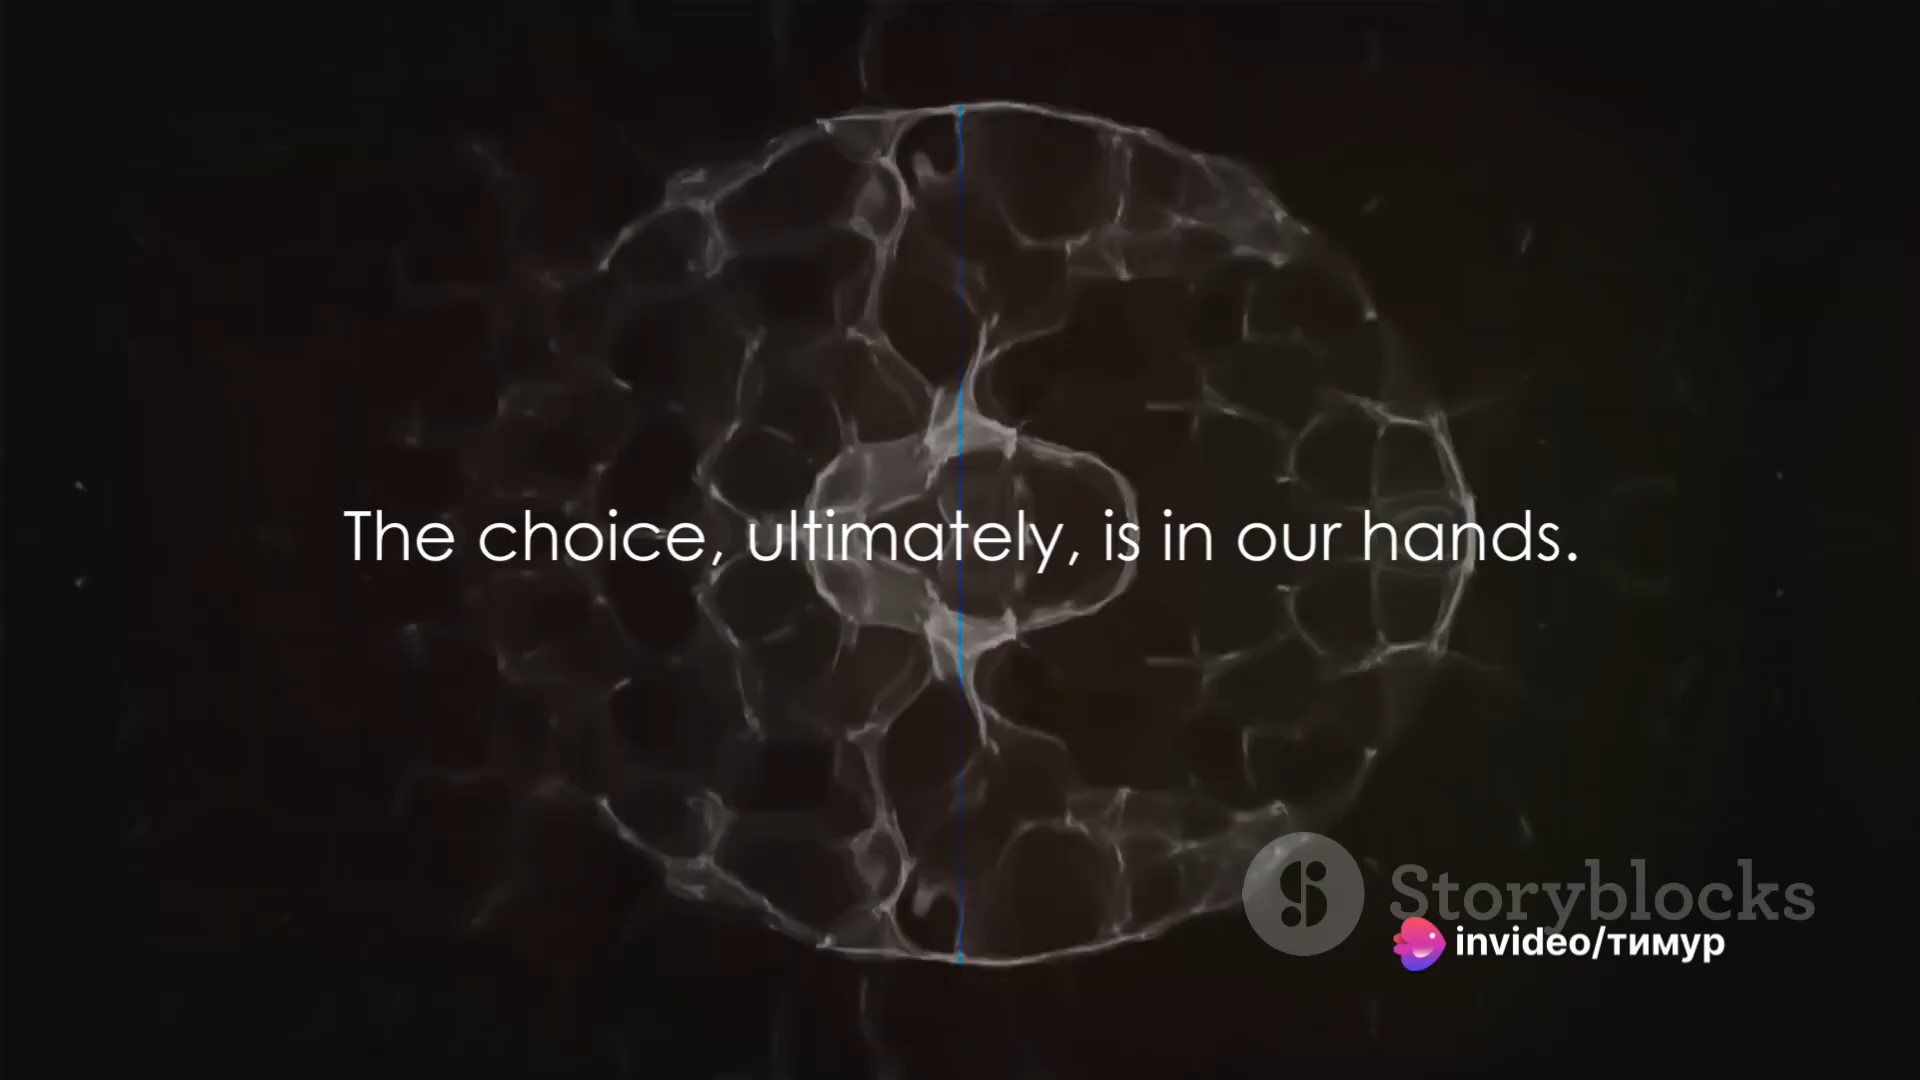 The choice, ultimately, is in our hands.
Storyblocks
invideo/тимур